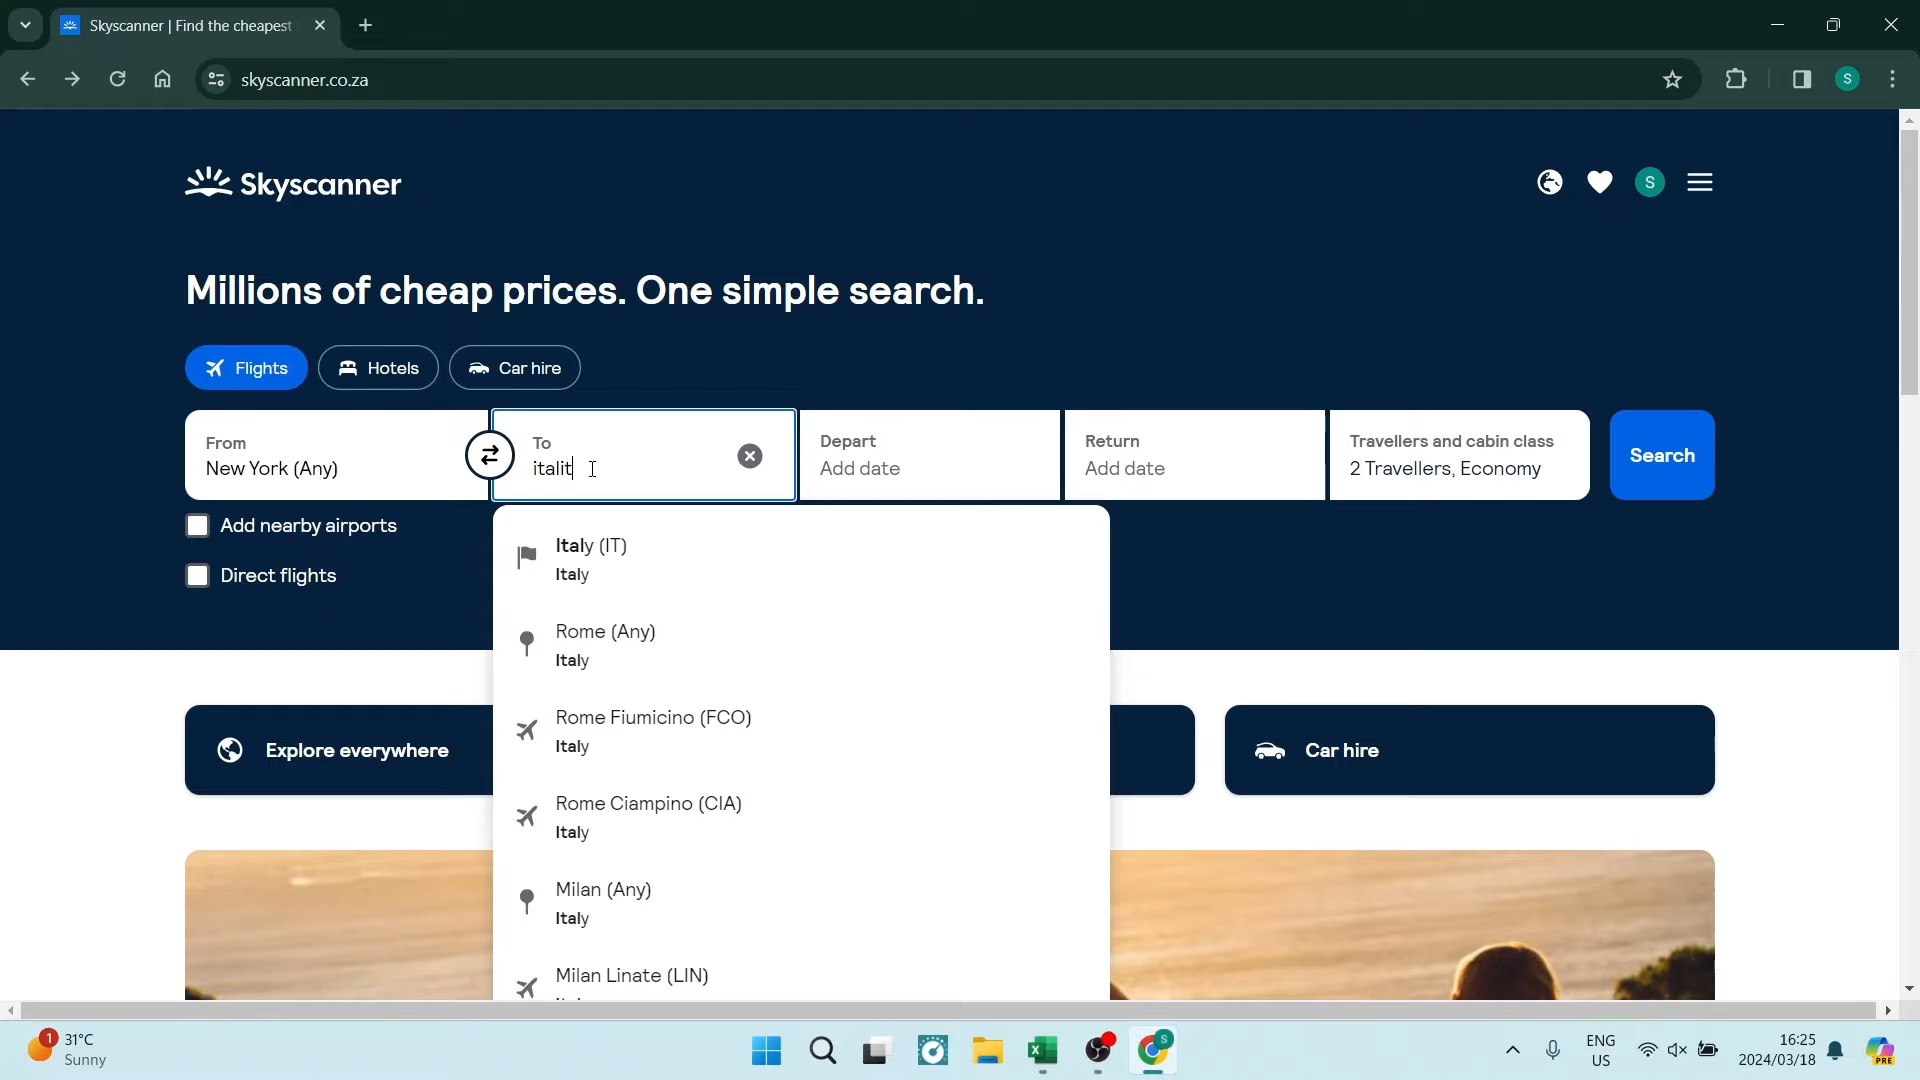 Skyscanner | Find the cheapest
skyscanner.co.za
S
Skyscanner
S
Millions of cheap prices. One simple search.
Flights
Hotels
Car hire
From
New York (Any)
To
italit
Depart
Add date
Return
Add date
Travellers and cabin class
2 Travellers, Economy
Search
Add nearby airports
Direct flights
Italy (IT)
Italy
Rome (Any)
Italy
Rome Fiumicino (FCO)
Italy
Rome Ciampino (CIA)
Italy
Milan (Any)
Italy
Milan Linate (LIN)
Explore everywhere
Car hire
1
31°C
Sunny
S
ENG
US
16:25
2024/03/18
PRE